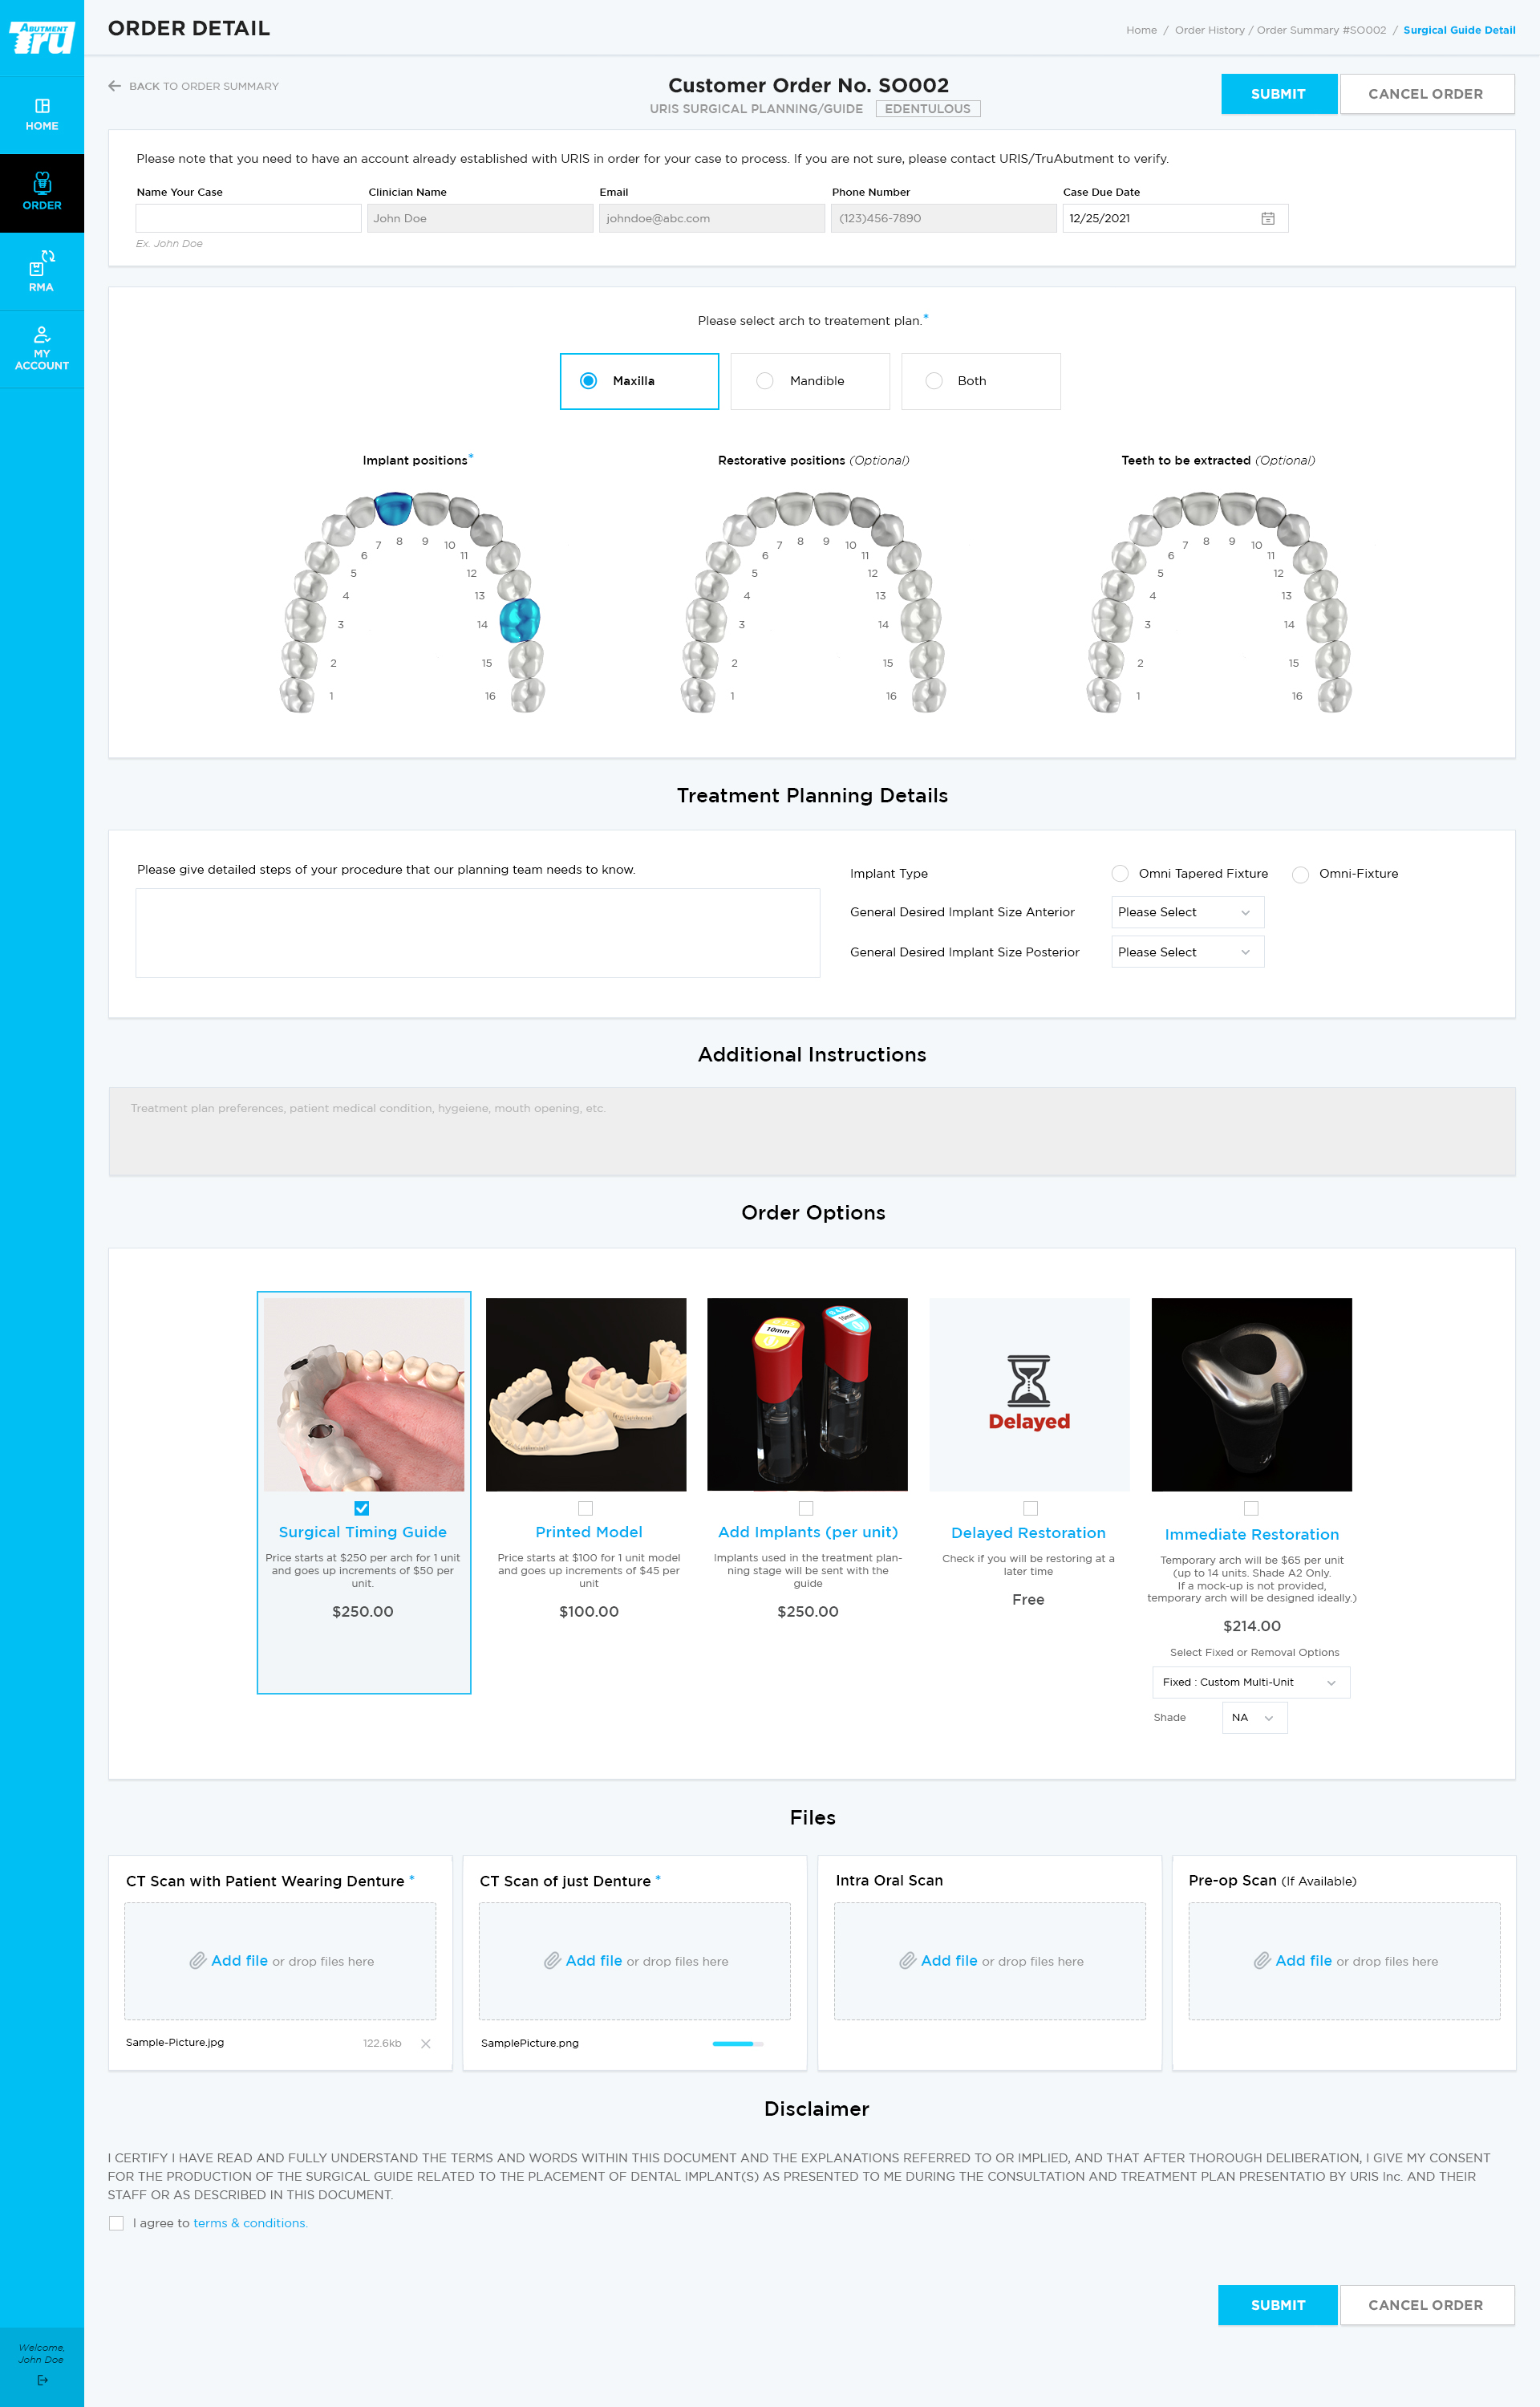 ABUTMENT
Tru
HOME
ORDER
RMA
MY
ACCOUNT
Welcome,
John Doe
ORDER DETAIL
Home / Order History / Order Summary #SO002 / Surgical Guide Detail
BACK TO ORDER SUMMARY
Customer Order No. SO002
URIS SURGICAL PLANNING/GUIDE EDENTULOUS
SUBMIT
CANCEL ORDER
Please note that you need to have an account already established with URIS in order for your case to process. If you are not sure, please contact URIS/TruAbutment to verify.
Name Your Case
Clinician Name
Email
Phone Number
Case Due Date
John Doe
johndoe@abc.com
(123)456-7890
12/25/2021
Ex. John Doe
Please select arch to treatement plan.*
Maxilla
Mandible
Both
Implant positions*
1 2 3 4 5 6 7 8 9 10 11 12 13 14 15 16
Restorative positions (Optional)
1 2 3 4 5 6 7 8 9 10 11 12 13 14 15 16
Teeth to be extracted (Optional)
1 2 3 4 5 6 7 8 9 10 11 12 13 14 15 16
Treatment Planning Details
Please give detailed steps of your procedure that our planning team needs to know.
Implant Type
Omni Tapered Fixture
Omni-Fixture
General Desired Implant Size Anterior
Please Select
General Desired Implant Size Posterior
Please Select
Additional Instructions
Treatment plan preferences, patient medical condition, hygeiene, mouth opening, etc.
Order Options
Surgical Timing Guide
Price starts at $250 per arch for 1 unit
and goes up increments of $50 per
unit.
$250.00
Printed Model
Price starts at $100 for 1 unit model
and goes up increments of $45 per
unit
$100.00
10mm
10mm
Add Implants (per unit)
Implants used in the treatment plan-
ning stage will be sent with the
guide
$250.00
Delayed
Delayed Restoration
Check if you will be restoring at a
later time
Free
Immediate Restoration
Temporary arch will be $65 per unit
(up to 14 units. Shade A2 Only.
If a mock-up is not provided,
temporary arch will be designed ideally.)
$214.00
Select Fixed or Removal Options
Fixed : Custom Multi-Unit
Shade
NA
Files
CT Scan with Patient Wearing Denture *
Add file or drop files here
Sample-Picture.jpg
122.6kb
CT Scan of just Denture *
Add file or drop files here
SamplePicture.png
Intra Oral Scan
Add file or drop files here
Pre-op Scan (If Available)
Add file or drop files here
Disclaimer
I CERTIFY I HAVE READ AND FULLY UNDERSTAND THE TERMS AND WORDS WITHIN THIS DOCUMENT AND THE EXPLANATIONS REFERRED TO OR IMPLIED, AND THAT AFTER THOROUGH DELIBERATION, I GIVE MY CONSENT
FOR THE PRODUCTION OF THE SURGICAL GUIDE RELATED TO THE PLACEMENT OF DENTAL IMPLANT(S) AS PRESENTED TO ME DURING THE CONSULTATION AND TREATMENT PLAN PRESENTATIO BY URIS Inc. AND THEIR
STAFF OR AS DESCRIBED IN THIS DOCUMENT.
I agree to terms & conditions.
SUBMIT
CANCEL ORDER